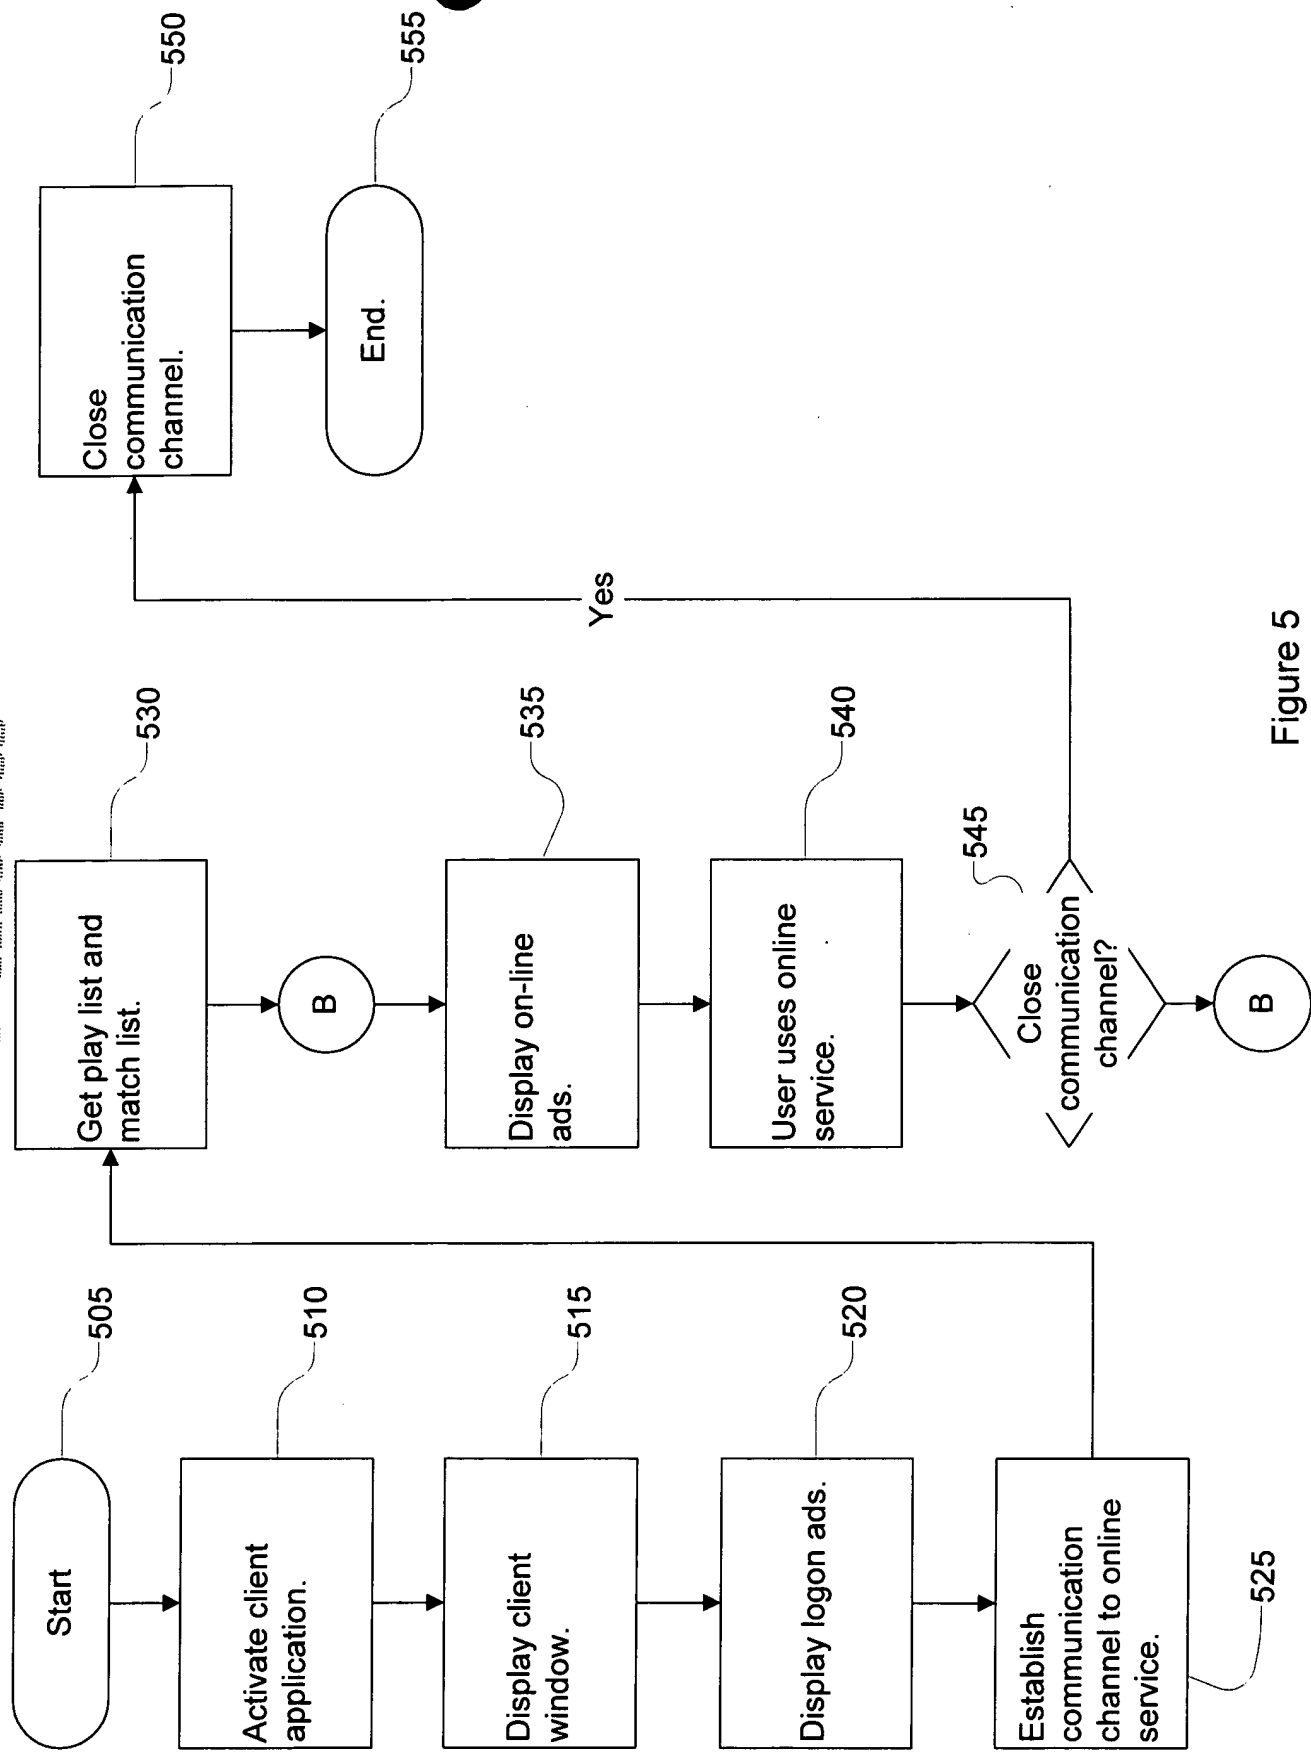 Start
505
Activate client
application.
510
Display client
window.
515
Display logon ads.
520
Establish
communication
channel to online
service.
525
Get play list and
match list.
530
B
Display on-line
ads.
535
User uses online
service.
540
Close
communication
channel?
545
B
Yes
Close
communication
channel.
550
End.
555
Figure 5